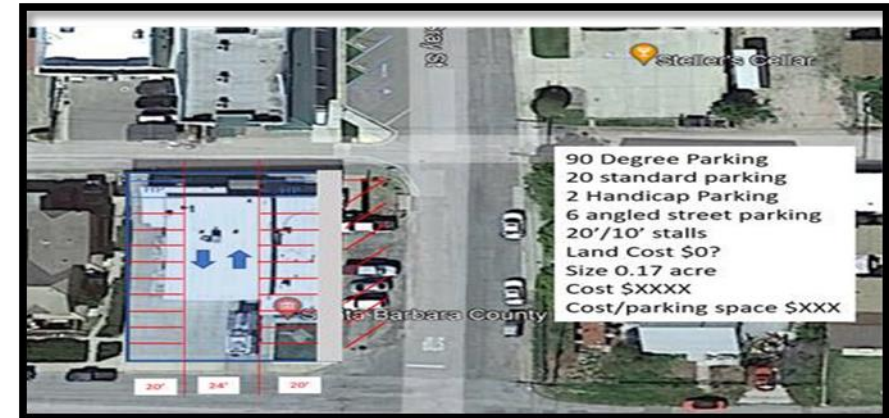 Steller's Cellar
90 Degree Parking
20 standard parking
2 Handicap Parking
6 angled street parking
20'/10' stalls
Land Cost $0?
Size 0.17 acre
Cost $XXXX
Cost/parking space $XXX
Barbara County
20'
24'
20'